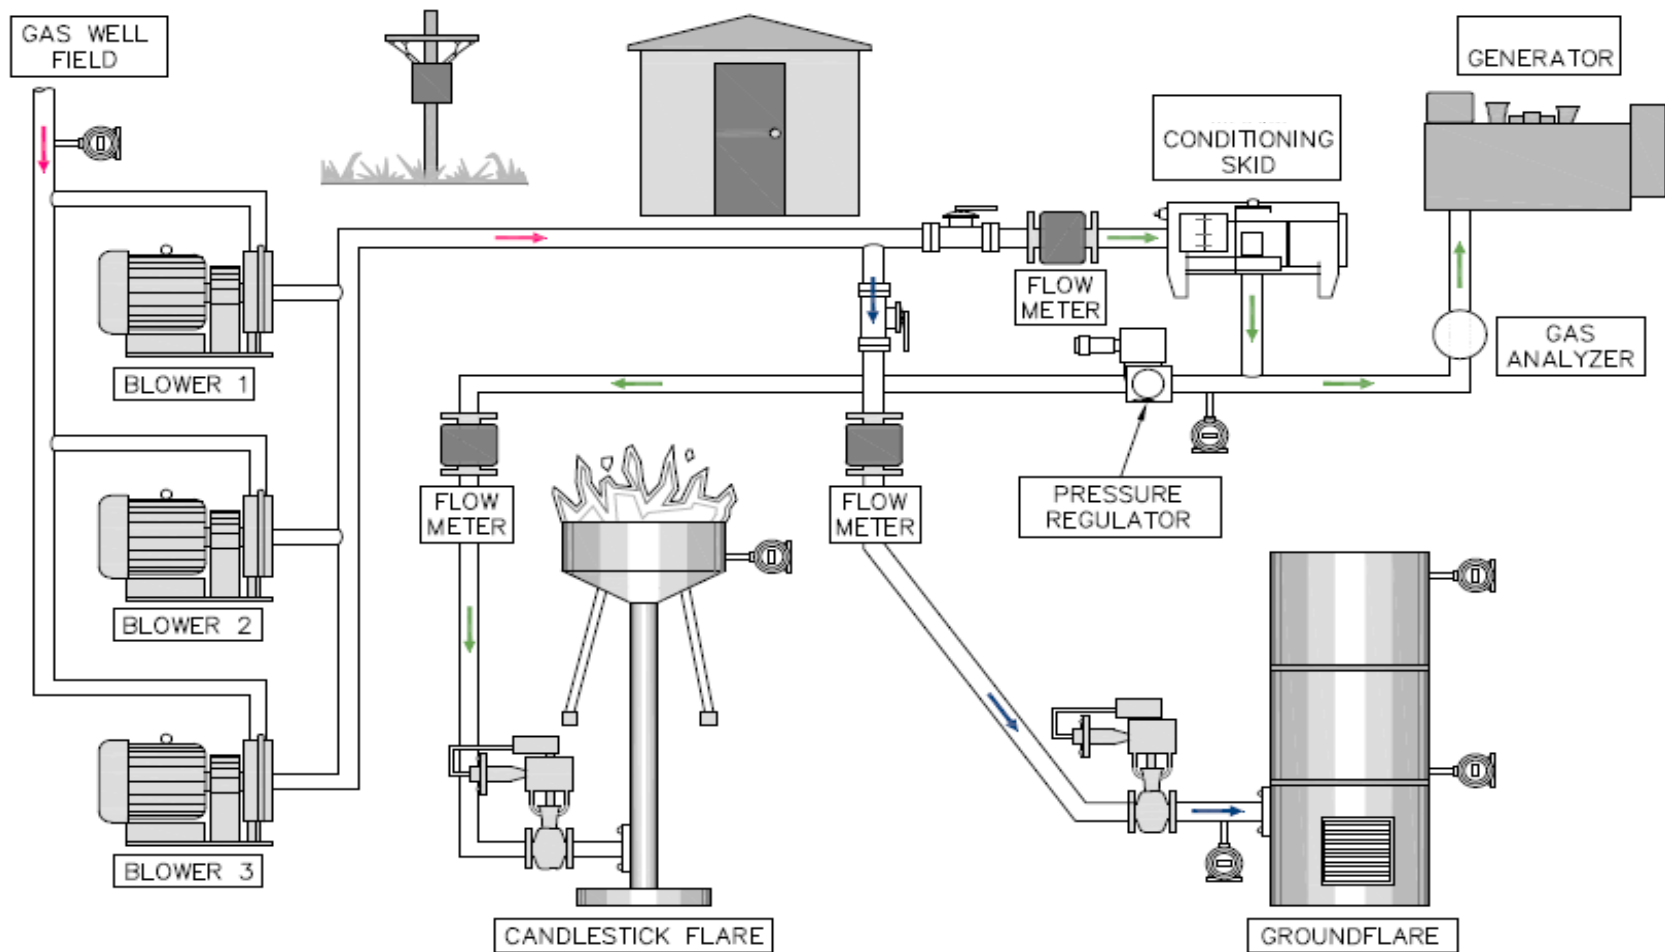 GAS WELL
FIELD
GENERATOR
CONDITIONING
SKID
FLOW
METER
GAS
ANALYZER
BLOWER 1
FLOW
METER
FLOW
METER
PRESSURE
REGULATOR
BLOWER 2
BLOWER 3
CANDLESTICK FLARE
GROUNDFLARE